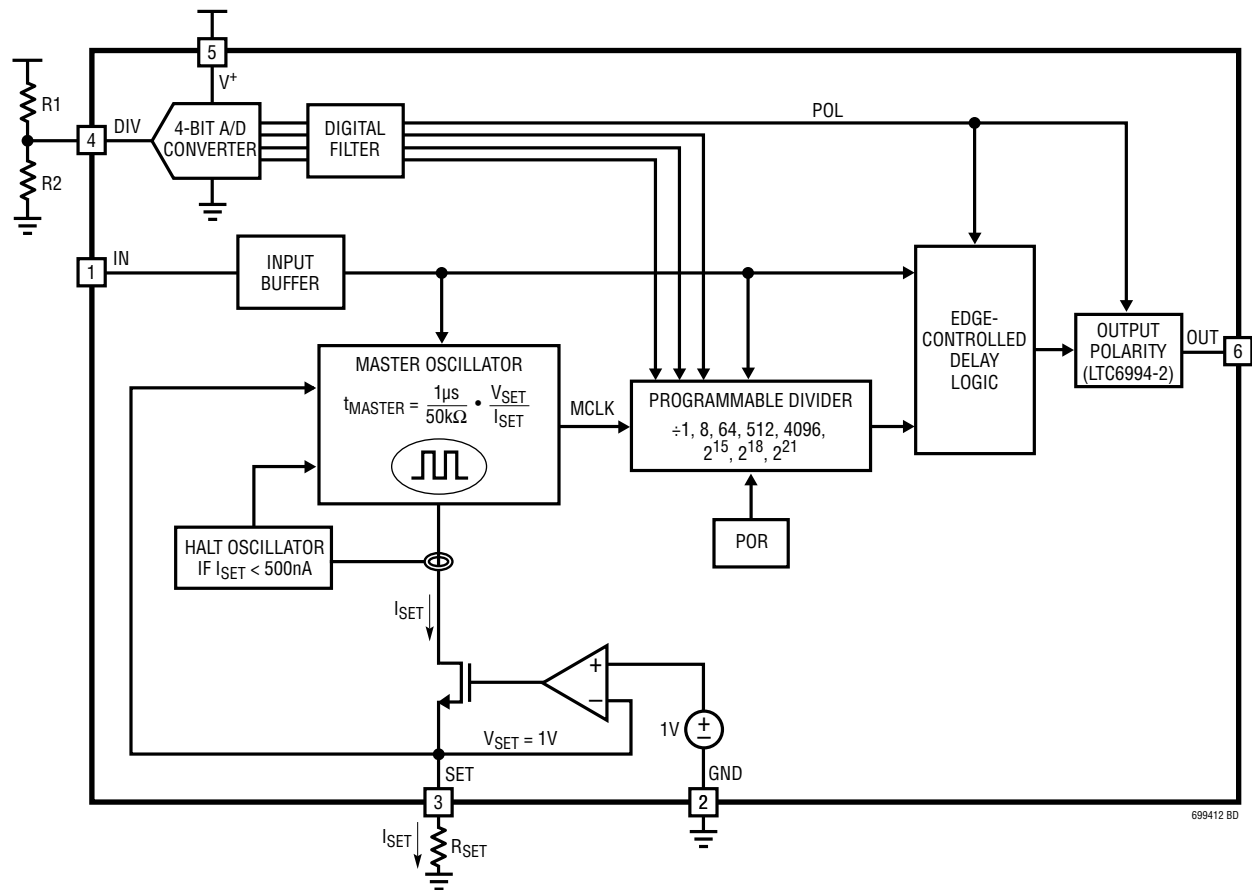 5
V+
R1
4
DIV
4-BIT A/D
CONVERTER
DIGITAL
FILTER
POL
R2
1
IN
INPUT
BUFFER
MASTER OSCILLATOR
tMASTER = 1µs/50kΩ • VSET/ISET
MCLK
PROGRAMMABLE DIVIDER
÷1, 8, 64, 512, 4096,
2^15, 2^18, 2^21
EDGE-
CONTROLLED
DELAY
LOGIC
OUTPUT
POLARITY
(LTC6994-2)
OUT
6
HALT OSCILLATOR
IF ISET < 500nA
POR
ISET
+
–
1V
+
–
VSET = 1V
SET
GND
3
2
ISET
RSET
699412 BD